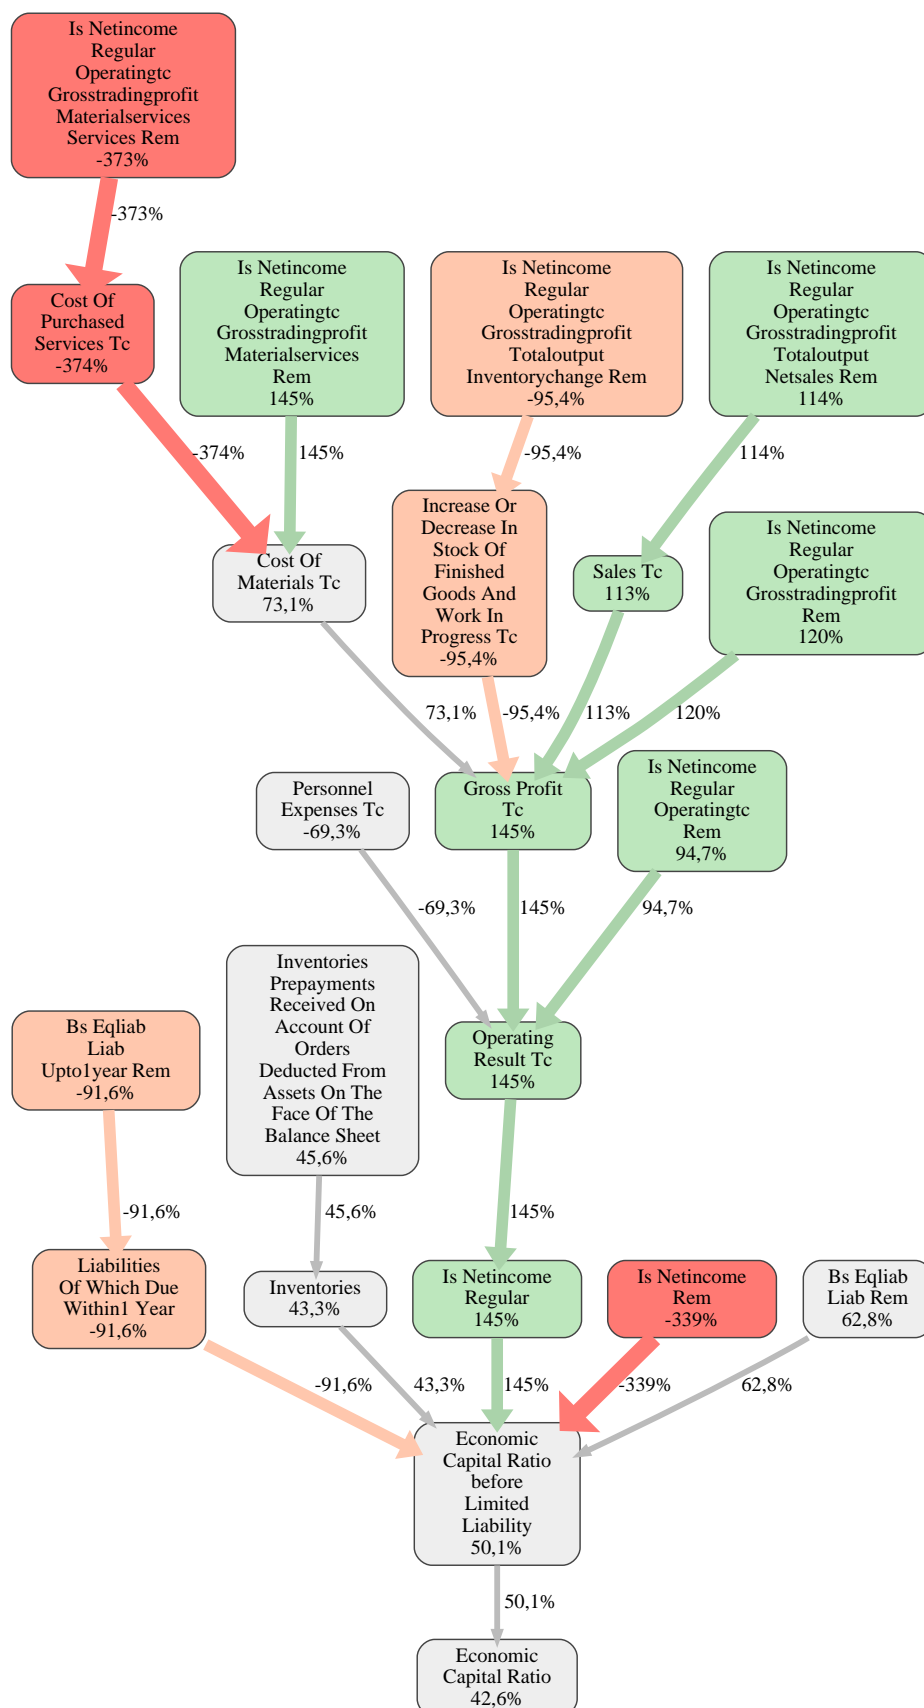 Is Netincome
Regular
Operatingtc
Grosstradingprofit
Materialservices
Services Rem
-373%
-373%
Cost Of
Purchased
Services Tc
-374%
Is Netincome
Regular
Operatingtc
Grosstradingprofit
Materialservices
Rem
145%
Is Netincome
Regular
Operatingtc
Grosstradingprofit
Totaloutput
Inventorychange Rem
-95,4%
Is Netincome
Regular
Operatingtc
Grosstradingprofit
Totaloutput
Netsales Rem
114%
-374%
145%
-95,4%
114%
Cost Of
Materials Tc
73,1%
Increase Or
Decrease In
Stock Of
Finished
Goods And
Work In
Progress Tc
-95,4%
Sales Tc
113%
Is Netincome
Regular
Operatingtc
Grosstradingprofit
Rem
120%
73,1%
-95,4%
113%
120%
Personnel
Expenses Tc
-69,3%
Gross Profit
Tc
145%
Is Netincome
Regular
Operatingtc
Rem
94,7%
-69,3%
145%
94,7%
Inventories
Prepayments
Received On
Account Of
Orders
Deducted From
Assets On The
Face Of The
Balance Sheet
45,6%
Bs Eqliab
Liab
Upto1year Rem
-91,6%
Operating
Result Tc
145%
-91,6%
45,6%
145%
Liabilities
Of Which Due
Within1 Year
-91,6%
Inventories
43,3%
Is Netincome
Regular
145%
Is Netincome
Rem
-339%
Bs Eqliab
Liab Rem
62,8%
-91,6%
43,3%
145%
-339%
62,8%
Economic
Capital Ratio
before
Limited
Liability
50,1%
50,1%
Economic
Capital Ratio
42,6%